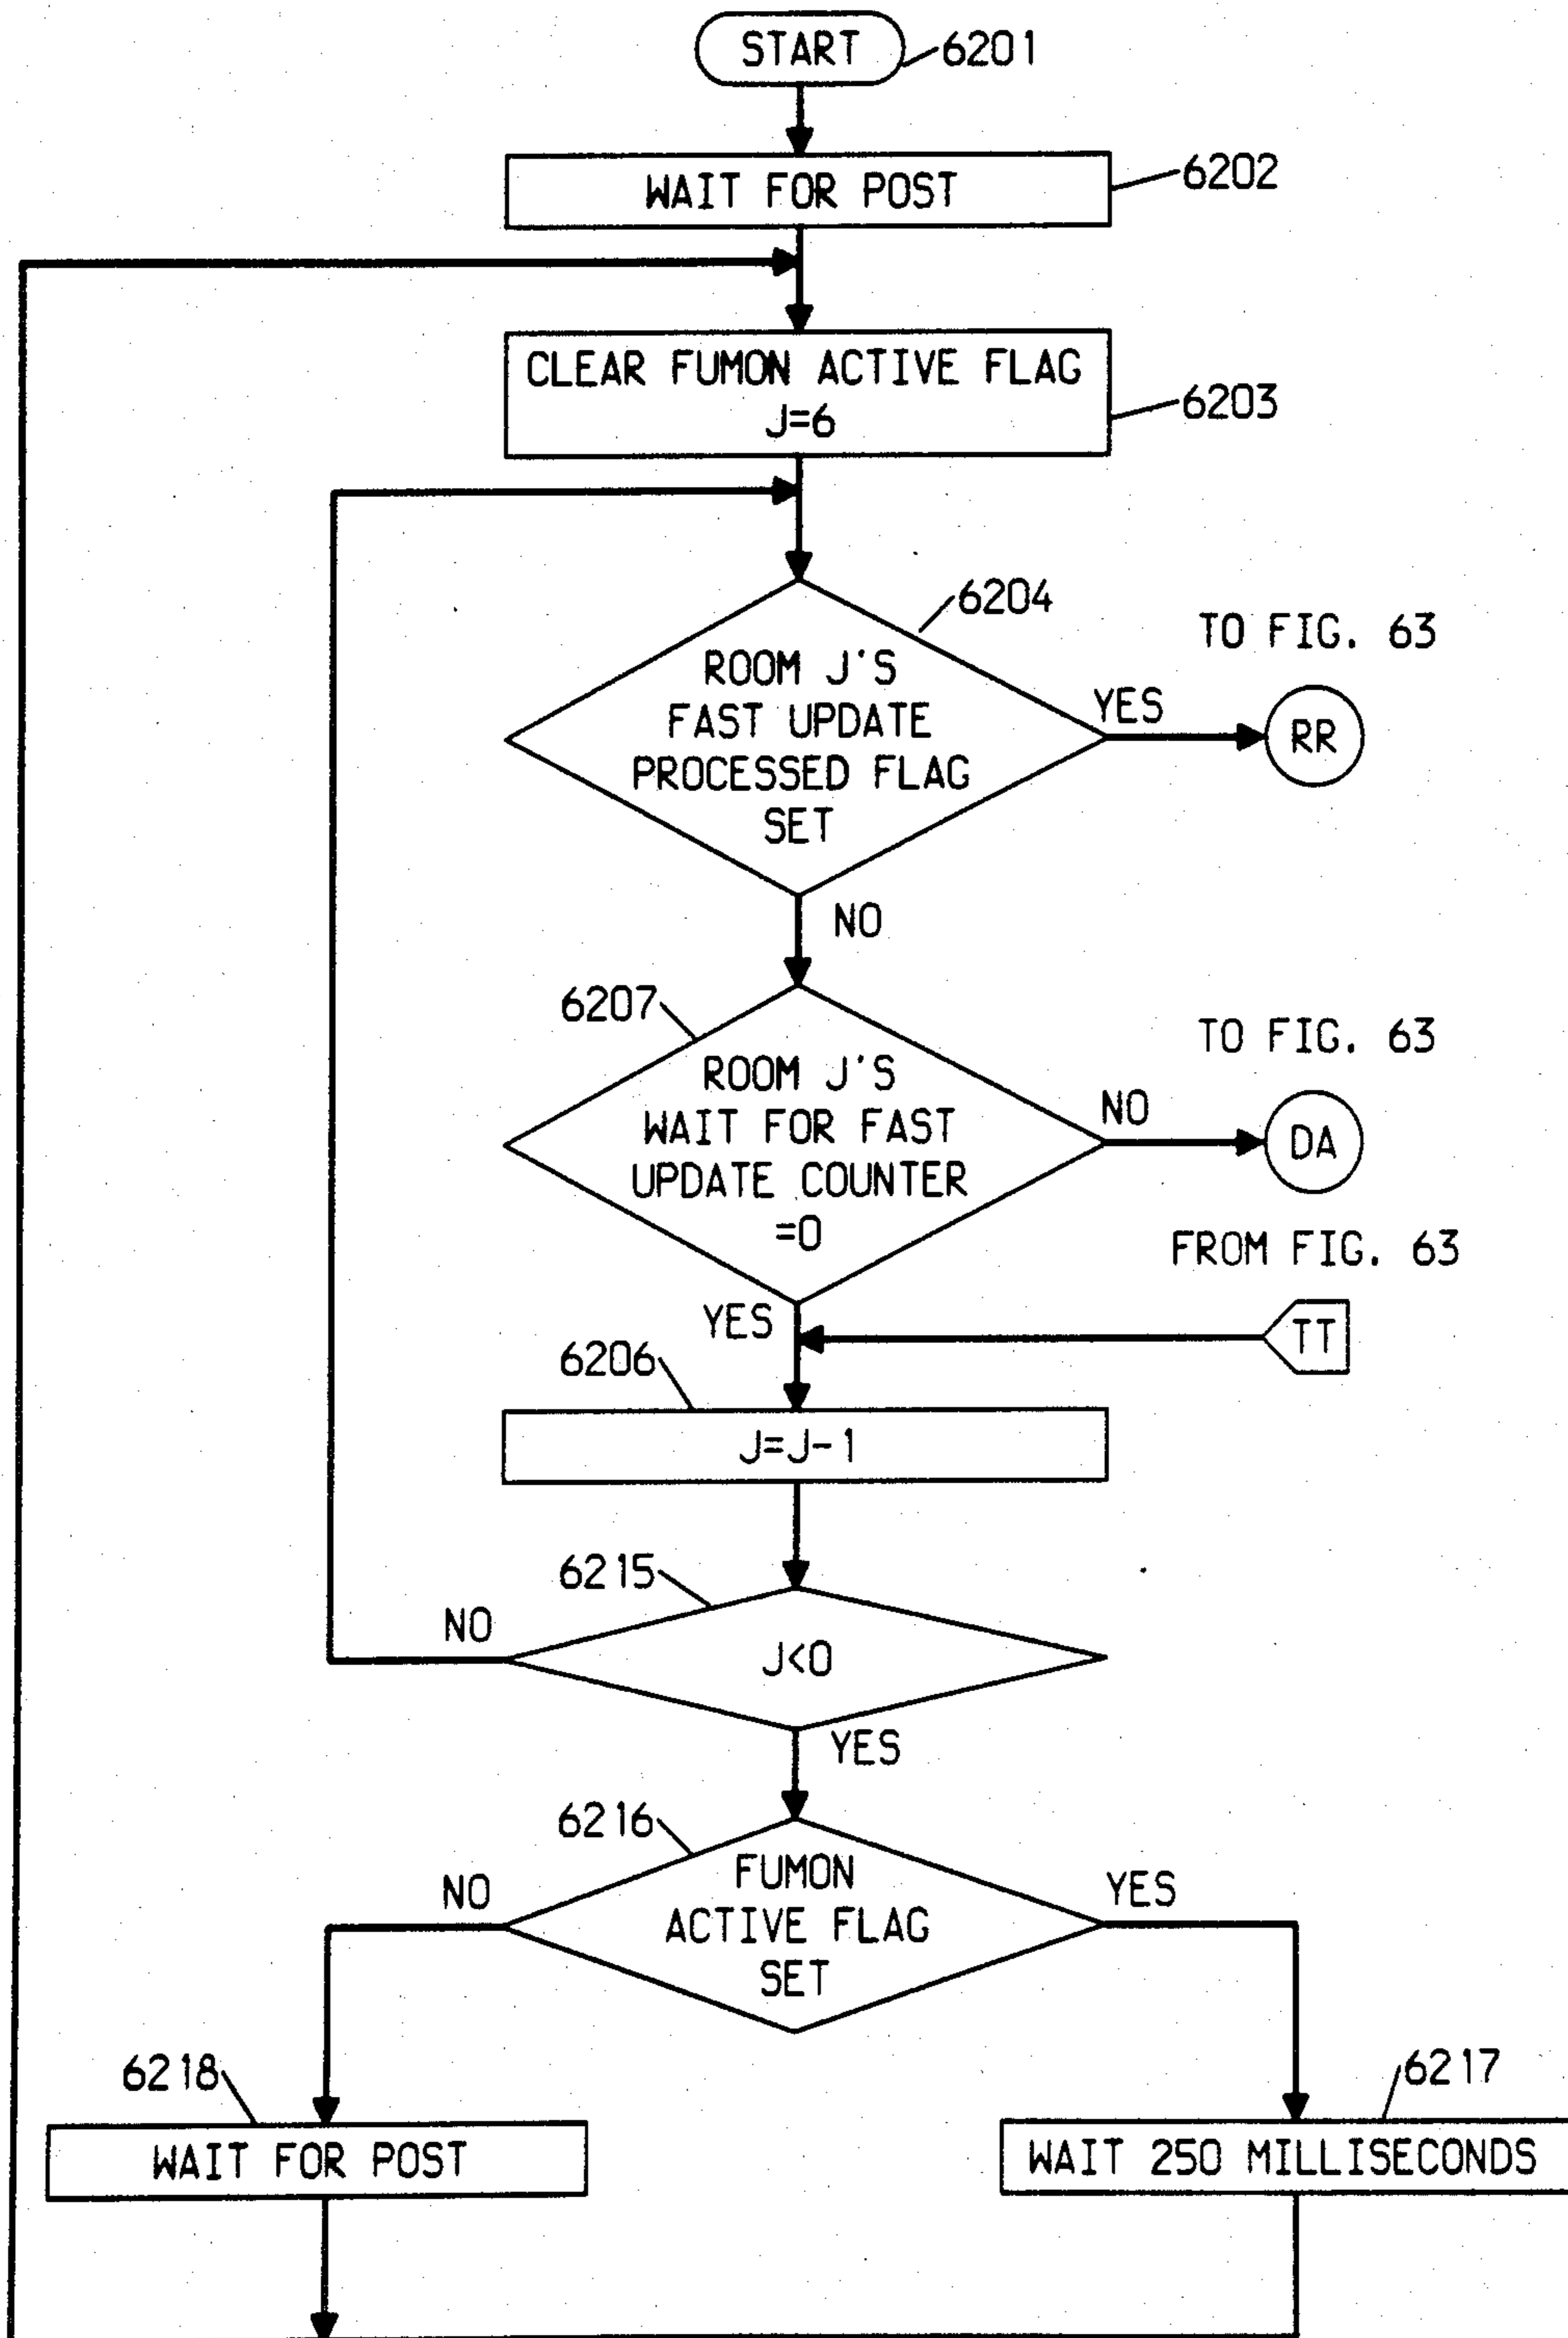 START
6201
WAIT FOR POST
6202
CLEAR FUMON ACTIVE FLAG
J=6
6203
6204
TO FIG. 63
ROOM J'S
FAST UPDATE
PROCESSED FLAG
SET
YES
RR
NO
6207
TO FIG. 63
ROOM J'S
WAIT FOR FAST
UPDATE COUNTER
=0
NO
DA
FROM FIG. 63
YES
TT
6206
J=J-1
6215
NO
J<0
YES
6216
FUMON
ACTIVE FLAG
SET
NO
YES
6218
6217
WAIT FOR POST
WAIT 250 MILLISECONDS